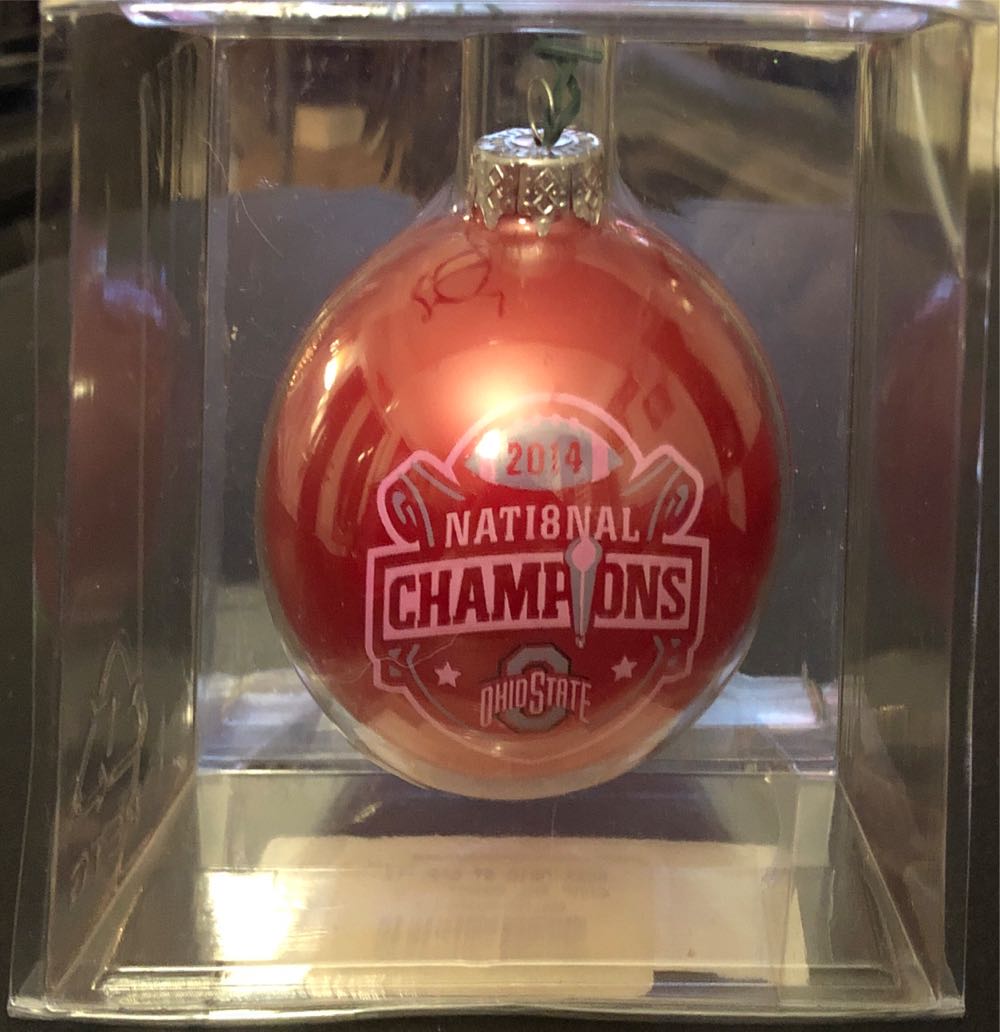 2014
NATI8NAL
CHAMPIONS
OHIO STATE